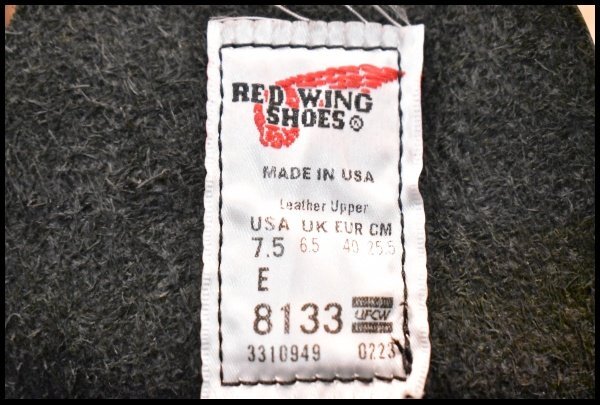 RED WING
SHOES®
MADE IN USA
Leather Upper
USA UK EUR CM
7.5 6.5 40 25.5
E
8133 UFCW
3310949 0223